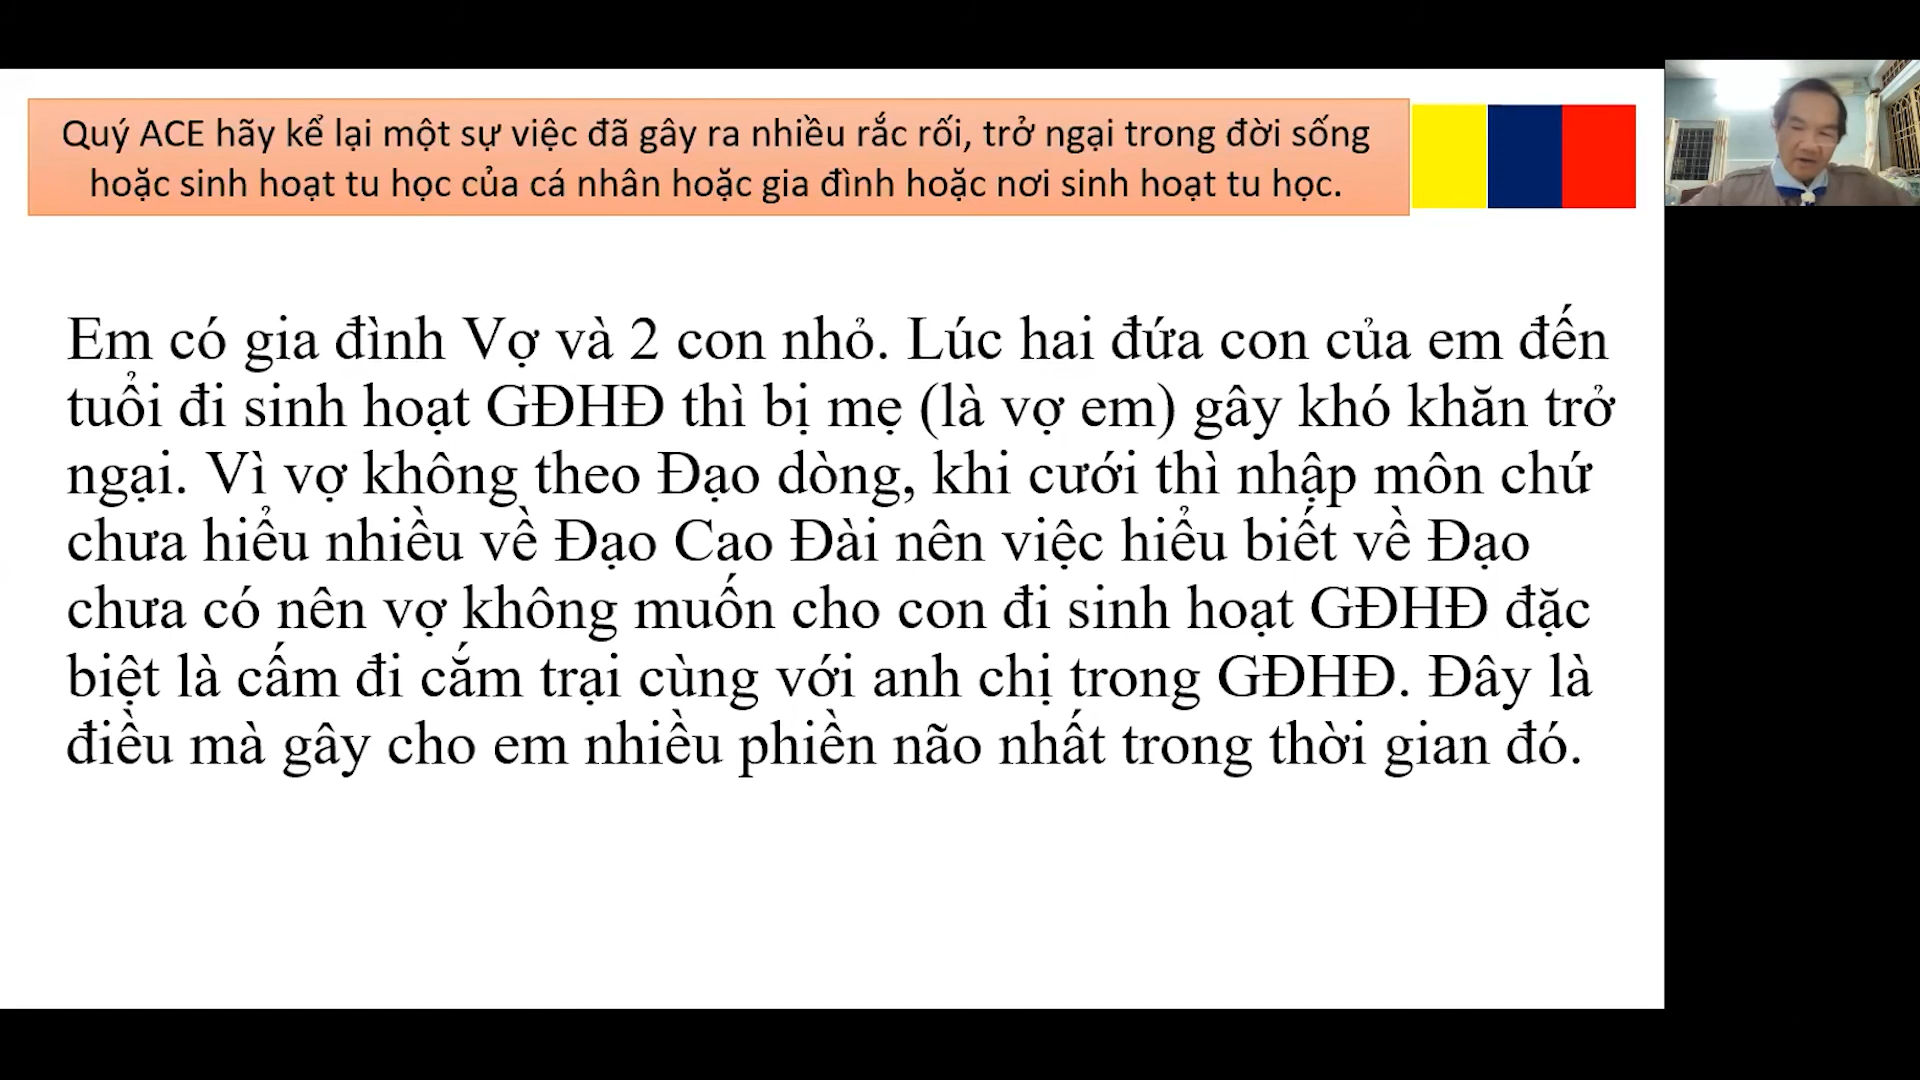 Quý ACE hãy kể lại một sự việc đã gây ra nhiều rắc rối, trở ngại trong đời sống
hoặc sinh hoạt tu học của cá nhân hoặc gia đình hoặc nơi sinh hoạt tu học.
Em có gia đình Vợ và 2 con nhỏ. Lúc hai đứa con của em đến
tuổi đi sinh hoạt GĐHĐ thì bị mẹ (là vợ em) gây khó khăn trở
ngại. Vì vợ không theo Đạo dòng, khi cưới thì nhập môn chứ
chưa hiểu nhiều về Đạo Cao Đài nên việc hiểu biết về Đạo
chưa có nên vợ không muốn cho con đi sinh hoạt GĐHĐ đặc
biệt là cấm đi cắm trại cùng với anh chị trong GĐHĐ. Đây là
điều mà gây cho em nhiều phiền não nhất trong thời gian đó.